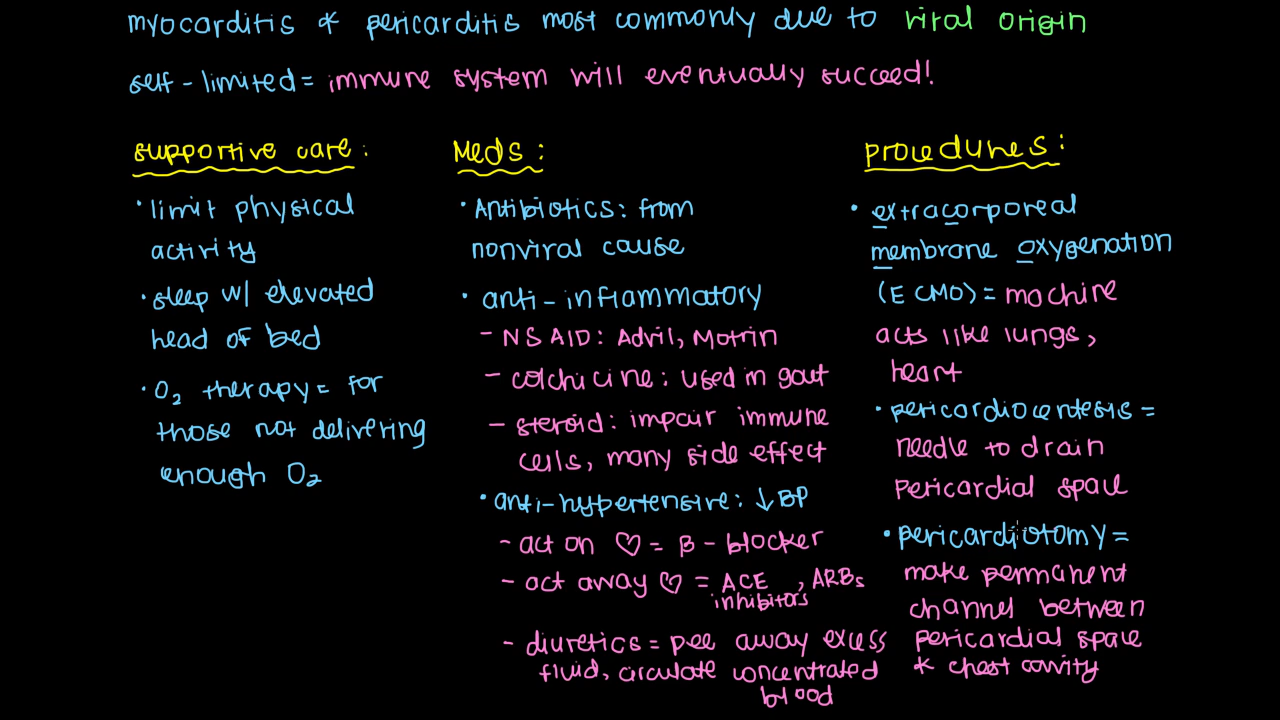 myocarditis & pericarditis most commonly due to viral origin
self-limited = immune system will eventually succeed!
supportive care:
• limit physical
activity
• sleep w/ elevated
head of bed
• O₂ therapy = for
those not delivering
enough O₂
Meds:
• Antibiotics: from
nonviral cause
• anti-inflammatory
- NSAID: Advil, Motrin
- colchicine: used in gout
- steroid: impair immune
cells, many side effect
• anti-hypertensive: ↓BP
- act on ♡ = β-blocker
- act away ♡ = ACE, ARBs
inhibitors
- diuretics = pee away excess
fluid, circulate concentrated
blood
procedures:
• extracorporeal
membrane oxygenation
(ECMO) = machine
acts like lungs,
heart
• pericardiocentesis =
needle to drain
pericardial space
• pericardiotomy =
make permanent
channel between
pericardial space
& chest cavity